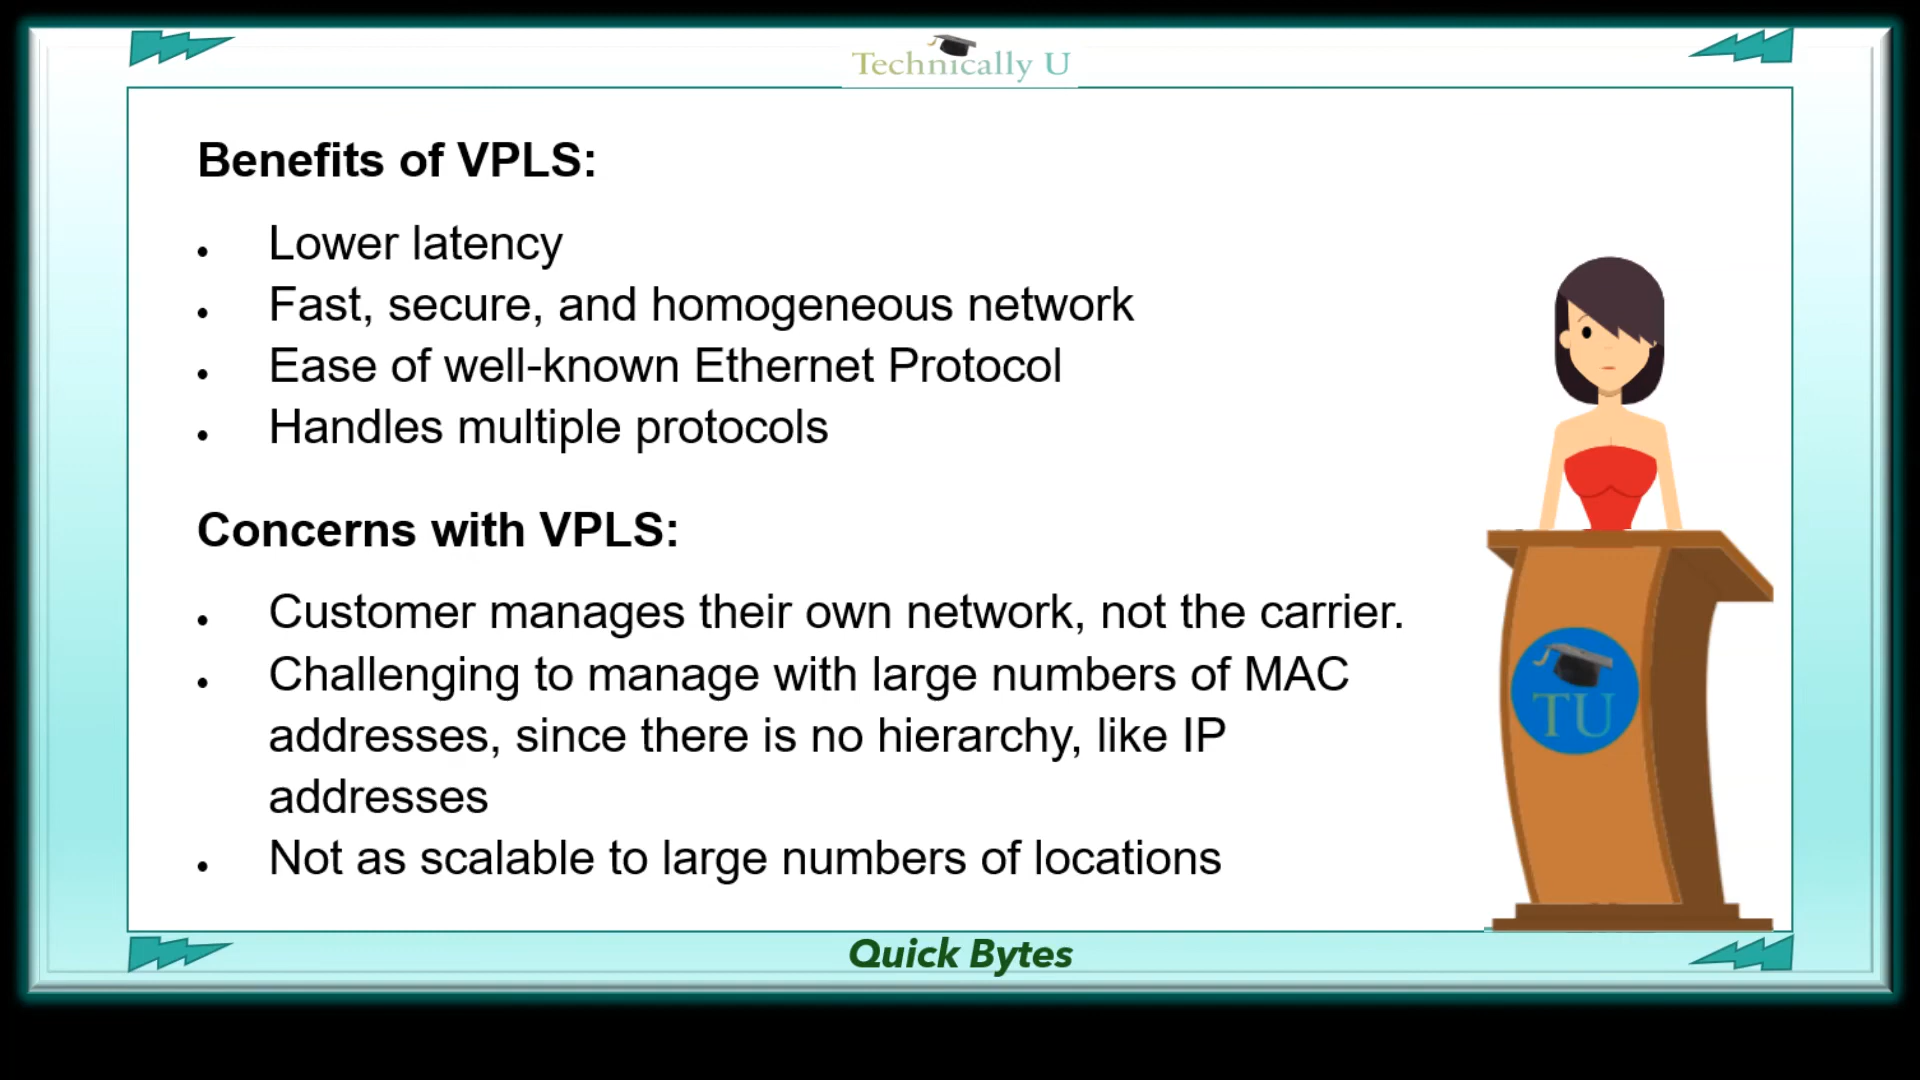 Technically U
Benefits of VPLS:
• Lower latency
• Fast, secure, and homogeneous network
• Ease of well-known Ethernet Protocol
• Handles multiple protocols
Concerns with VPLS:
• Customer manages their own network, not the carrier.
• Challenging to manage with large numbers of MAC
addresses, since there is no hierarchy, like IP
addresses
• Not as scalable to large numbers of locations
TU
Quick Bytes